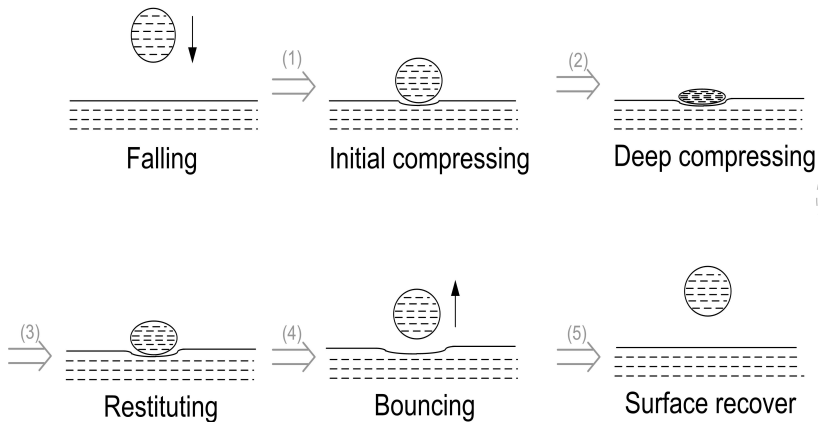 (1)
(2)
Falling
Initial compressing
Deep compressing
(3)
(4)
(5)
Restituting
Bouncing
Surface recover